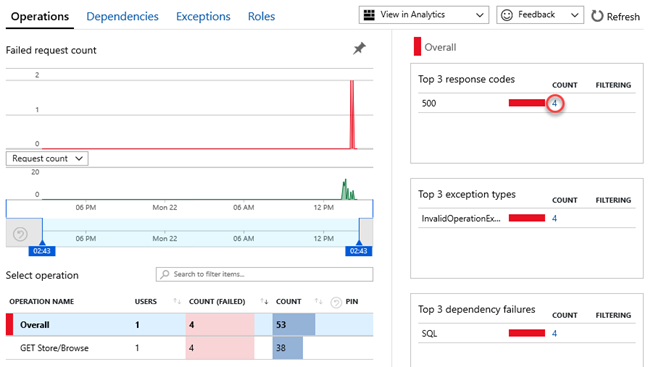 Operations Dependencies Exceptions Roles
View in Analytics Feedback Refresh
Failed request count
2
1
0
Request count
20
0
06 PM Mon 22 06 AM 12 PM
06 PM Mon 22 06 AM 12 PM
02:43 02:43
Select operation
Search to filter items...
OPERATION NAME USERS COUNT (FAILED) COUNT PIN
Overall 1 4 53
GET Store/Browse 1 4 38
Overall
Top 3 response codes
COUNT FILTERING
500 4
Top 3 exception types
COUNT FILTERING
InvalidOperationEx... 4
Top 3 dependency failures
COUNT FILTERING
SQL 4